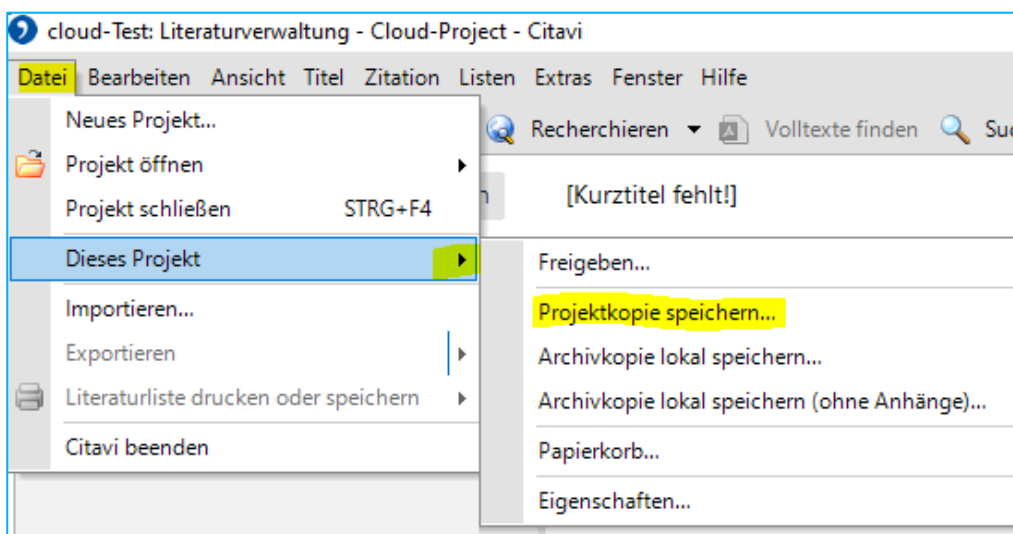 cloud-Test: Literaturverwaltung - Cloud-Project - Citavi
Datei Bearbeiten Ansicht Titel Zitation Listen Extras Fenster Hilfe
Neues Projekt...
Recherchieren Volltexte finden
Projekt öffnen
Projekt schließen STRG+F4
[Kurztitel fehlt!]
Dieses Projekt
Importieren...
Exportieren
Literaturliste drucken oder speichern
Citavi beenden
Freigeben...
Projektkopie speichern...
Archivkopie lokal speichern...
Archivkopie lokal speichern (ohne Anhänge)...
Papierkorb...
Eigenschaften...